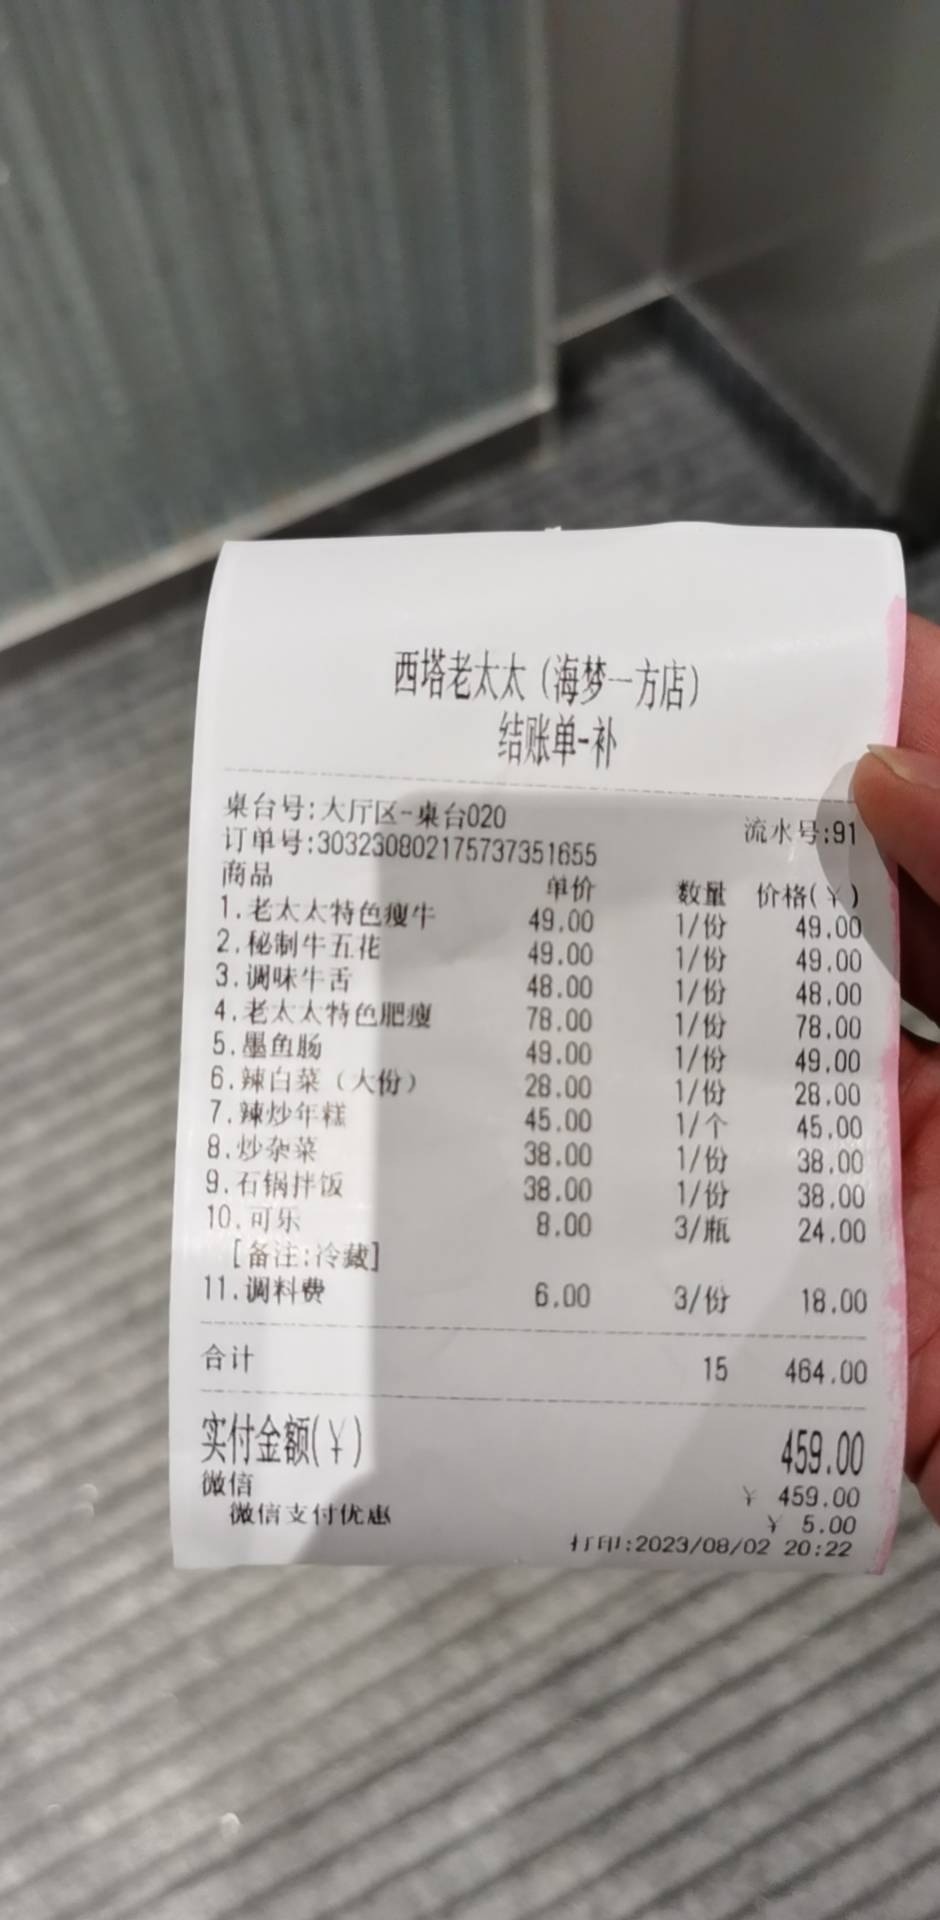 西塔老太太（海梦一方店）
结账单-补
桌台号:大厅区-桌台020 流水号:91
订单号:303230802175737351655
商品 单价 数量 价格(¥)
1.老太太特色瘦牛 49.00 1/份 49.00
2.秘制牛五花 49.00 1/份 49.00
3.调味牛舌 48.00 1/份 48.00
4.老太太特色肥瘦 78.00 1/份 78.00
5.墨鱼肠 49.00 1/份 49.00
6.辣白菜（大份） 28.00 1/份 28.00
7.辣炒年糕 45.00 1/个 45.00
8.炒杂菜 38.00 1/份 38.00
9.石锅拌饭 38.00 1/份 38.00
10.可乐 8.00 3/瓶 24.00
[备注:冷藏]
11.调料费 6.00 3/份 18.00
合计 15 464.00
实付金额(¥) 459.00
微信 ¥ 459.00
微信支付优惠 ¥ 5.00
打印:2023/08/02 20:22